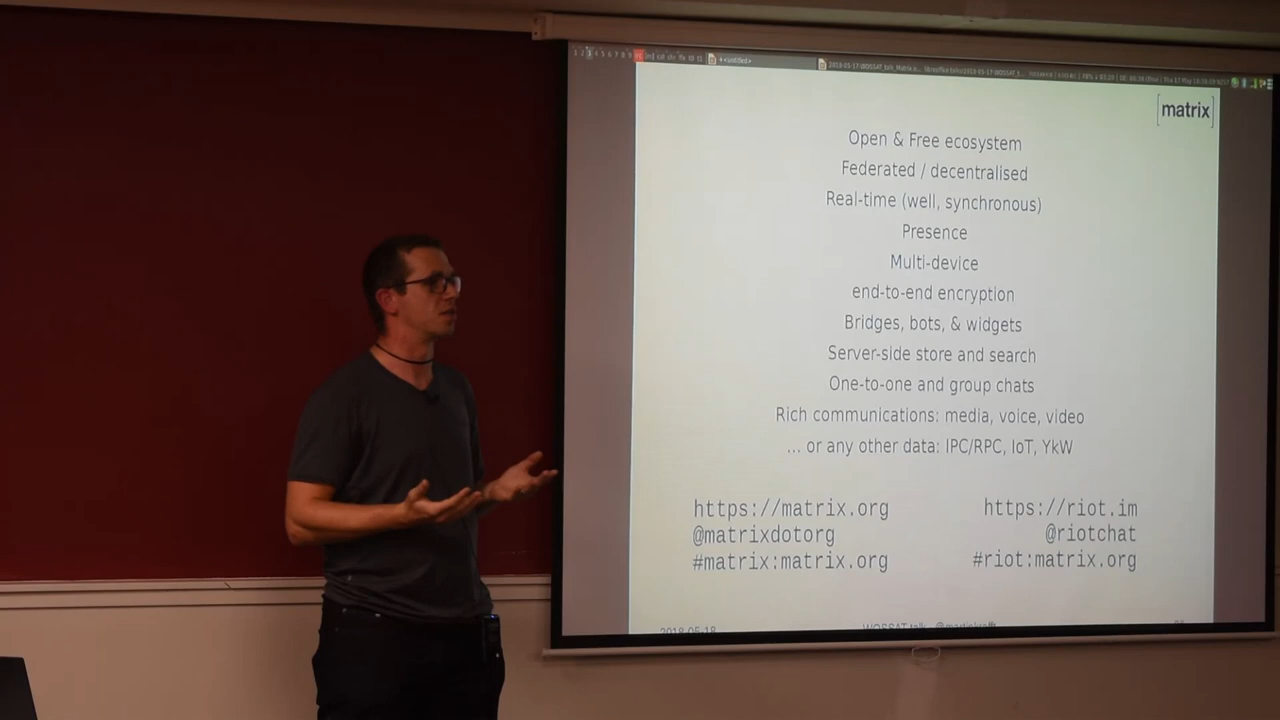 [matrix]
Open & Free ecosystem
Federated / decentralised
Real-time (well, synchronous)
Presence
Multi-device
end-to-end encryption
Bridges, bots, & widgets
Server-side store and search
One-to-one and group chats
Rich communications: media, voice, video
... or any other data: IPC/RPC, IoT, YkW
https://matrix.org
@matrixdotorg
#matrix:matrix.org
https://riot.im
@riotchat
#riot:matrix.org
2018-05-18
WOSSAT talk